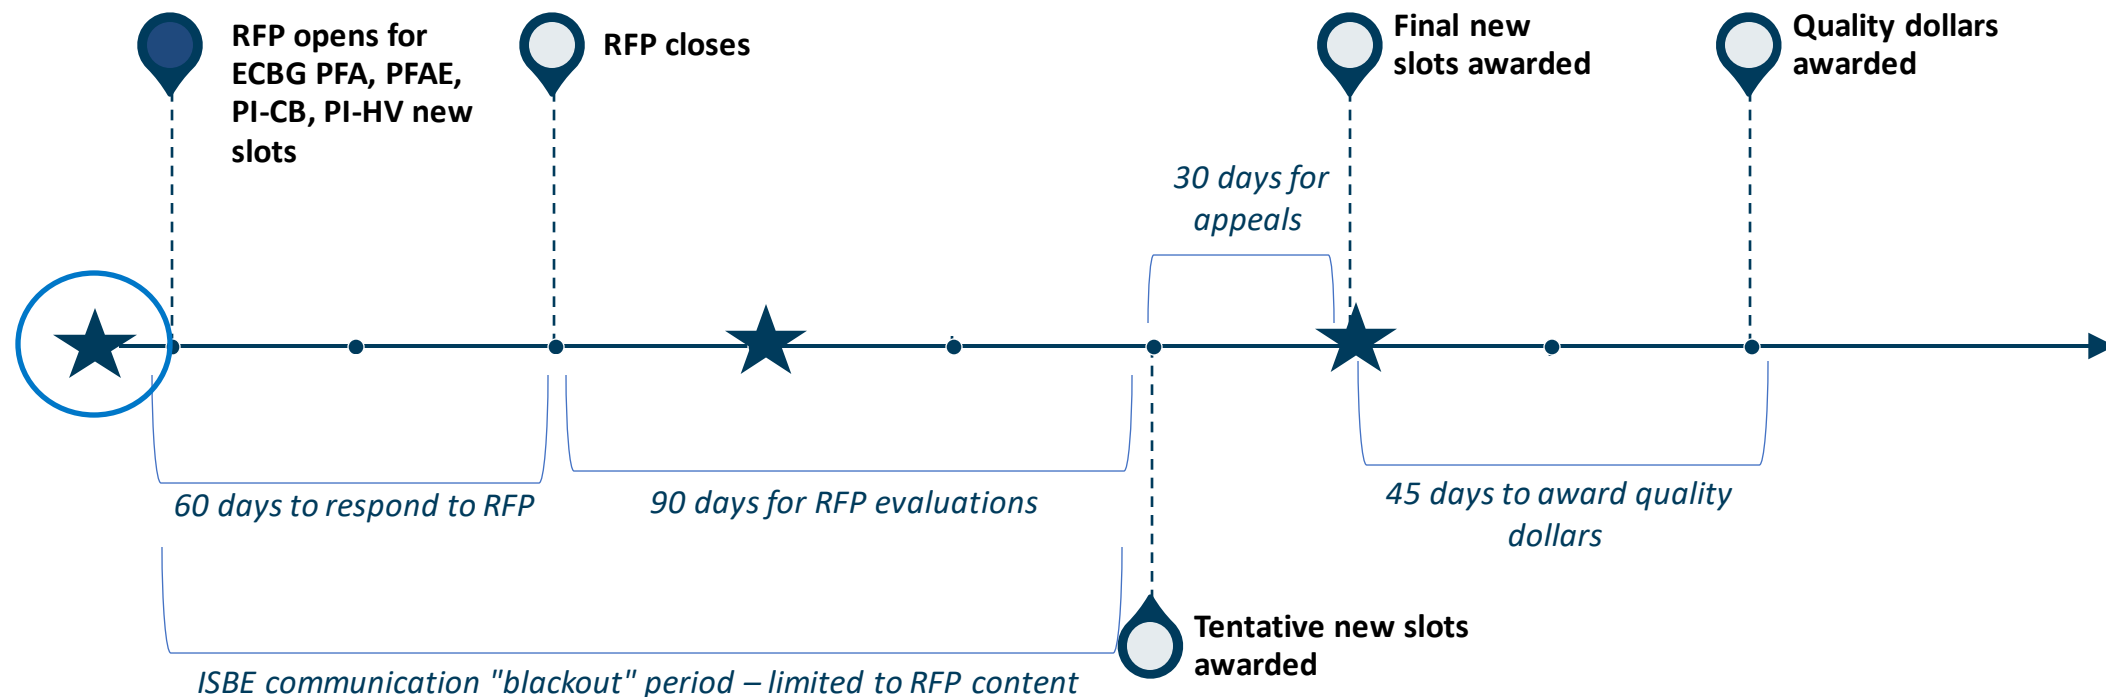 RFP opens for
ECBG PFA, PFAE,
PI-CB, PI-HV new
slots
RFP closes
Final new
slots awarded
Quality dollars
awarded
30 days for
appeals
60 days to respond to RFP
90 days for RFP evaluations
45 days to award quality
dollars
Tentative new slots
awarded
ISBE communication "blackout" period – limited to RFP content